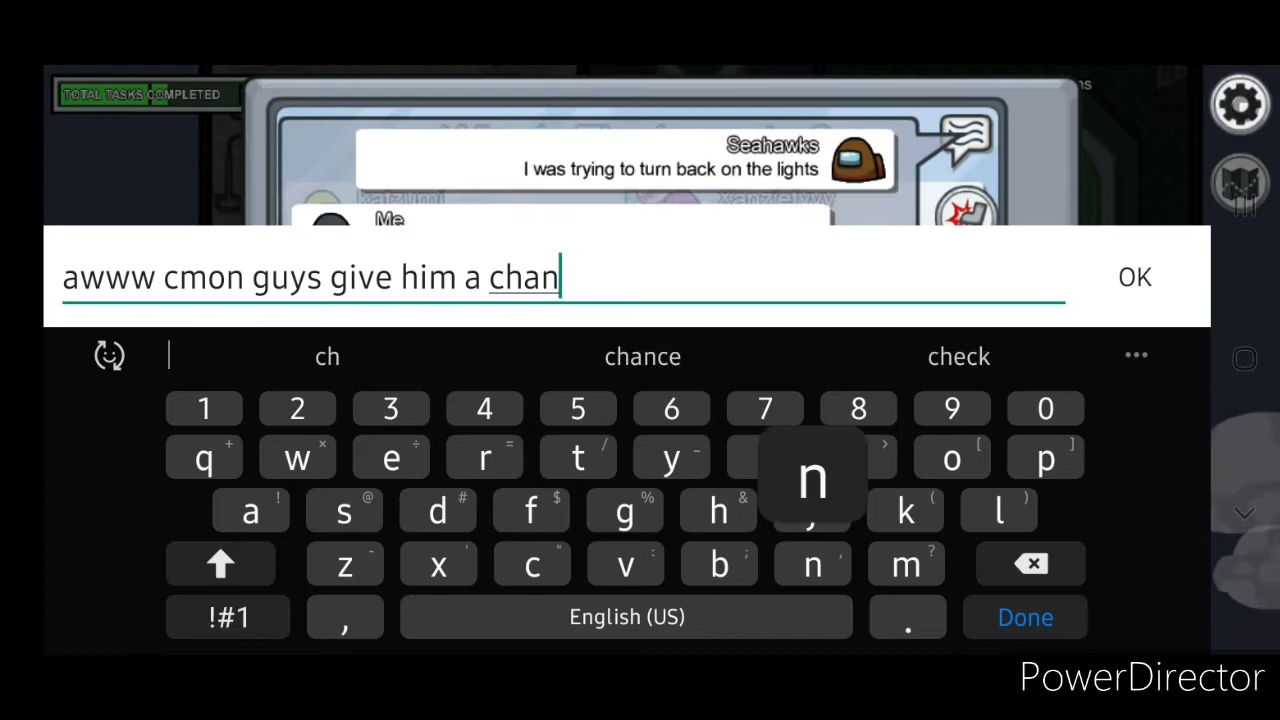 TOTAL TASKS COMPLETED
Seahawks
I was trying to turn back on the lights
katzumi
Me
awww cmon guys give him a chan
OK
ch chance check
1 2 3 4 5 6 7 8 9 0
q + w × e ÷ r = t / y - > o [ p ]
n
a ! s @ d # f $ g % h & k ( l )
z - x ' c " v : b ; n , m ?
!#1 , English (US) . Done
PowerDirector